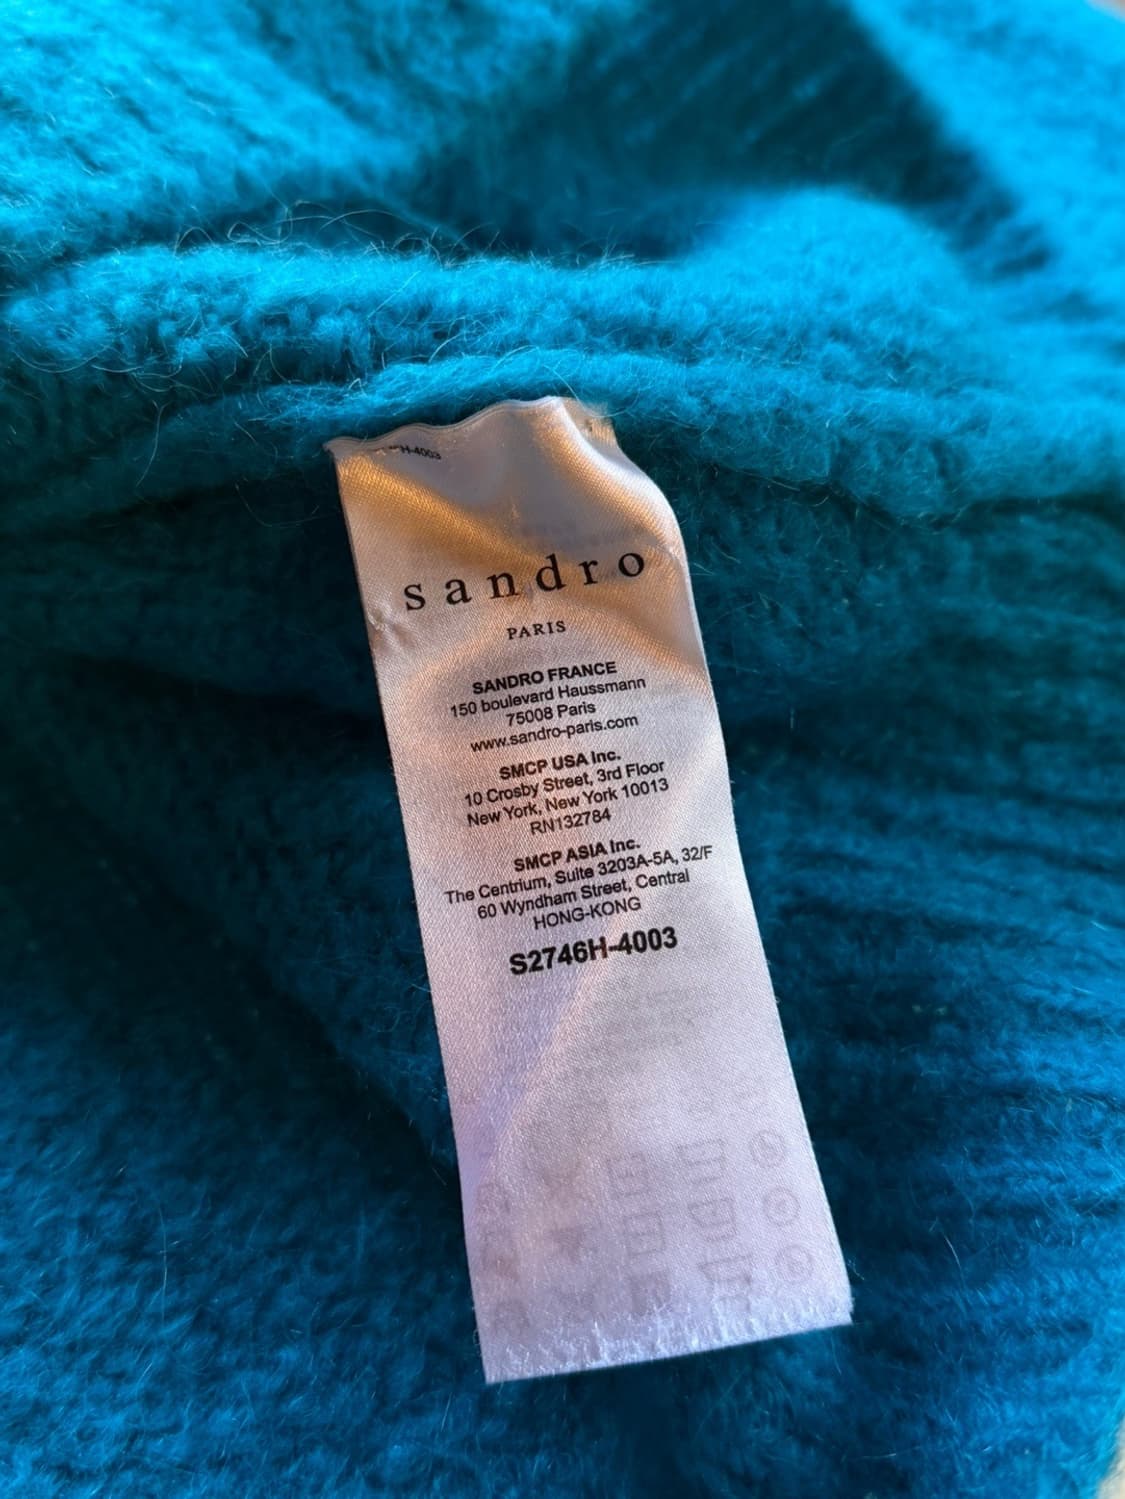 H-4003
sandro
PARIS
SANDRO FRANCE
150 boulevard Haussmann
75008 Paris
www.sandro-paris.com
SMCP USA Inc.
10 Crosby Street, 3rd Floor
New York, New York 10013
RN132784
SMCP ASIA Inc.
The Centrium, Suite 3203A-5A, 32/F
60 Wyndham Street, Central
HONG-KONG
S2746H-4003